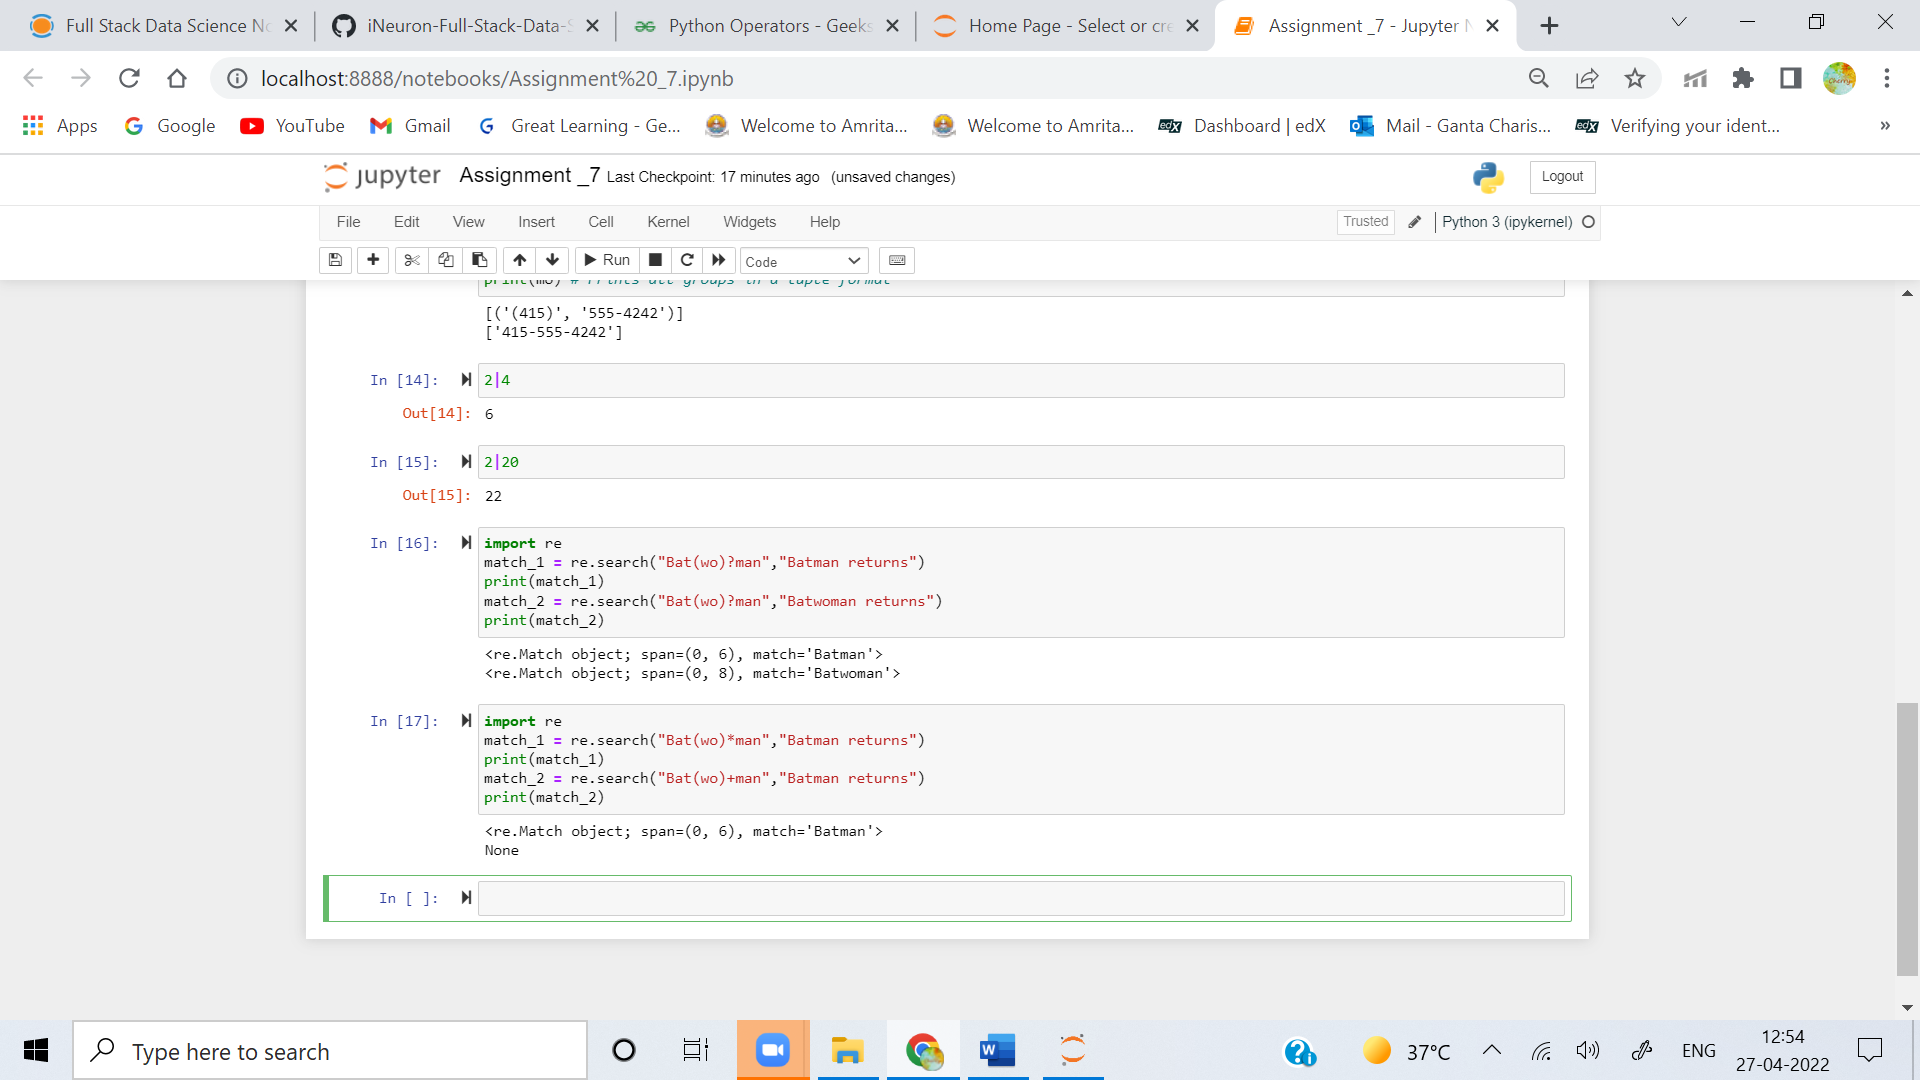 Full Stack Data Science No
iNeuron-Full-Stack-Data-S
Python Operators - Geeks
Home Page - Select or cre
Assignment _7 - Jupyter N
localhost:8888/notebooks/Assignment%20_7.ipynb
Apps
Google
YouTube
Gmail
Great Learning - Ge...
Welcome to Amrita...
Welcome to Amrita...
Dashboard | edX
Mail - Ganta Charis...
Verifying your ident...
»
jupyter Assignment _7 Last Checkpoint: 17 minutes ago (unsaved changes)
Logout
File Edit View Insert Cell Kernel Widgets Help
Trusted
Python 3 (ipykernel)
Run
Code
print(mo) # Prints all groups in a tuple format
[('(415)', '555-4242')]
['415-555-4242']
In [14]: 2|4
Out[14]: 6
In [15]: 2|20
Out[15]: 22
In [16]: import re
match_1 = re.search("Bat(wo)?man","Batman returns")
print(match_1)
match_2 = re.search("Bat(wo)?man","Batwoman returns")
print(match_2)
<re.Match object; span=(0, 6), match='Batman'>
<re.Match object; span=(0, 8), match='Batwoman'>
In [17]: import re
match_1 = re.search("Bat(wo)*man","Batman returns")
print(match_1)
match_2 = re.search("Bat(wo)+man","Batman returns")
print(match_2)
<re.Match object; span=(0, 6), match='Batman'>
None
In [ ]:
Type here to search
37°C
ENG
12:54
27-04-2022